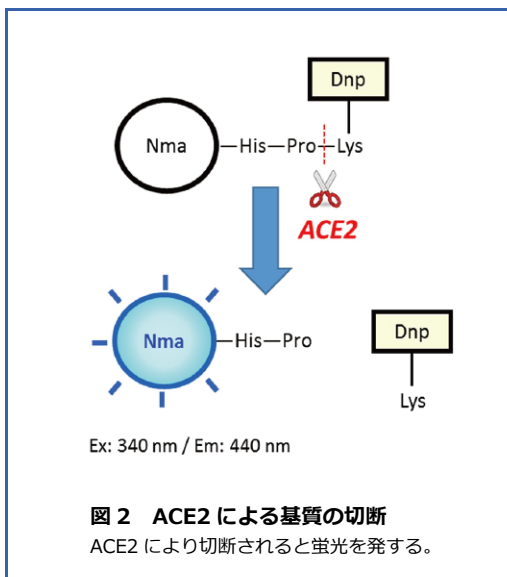 Dnp
Nma —His—Pro—Lys
ACE2
Nma —His—Pro
Dnp
Lys
Ex: 340 nm / Em: 440 nm
図 2 ACE2 による基質の切断
ACE2 により切断されると蛍光を発する。